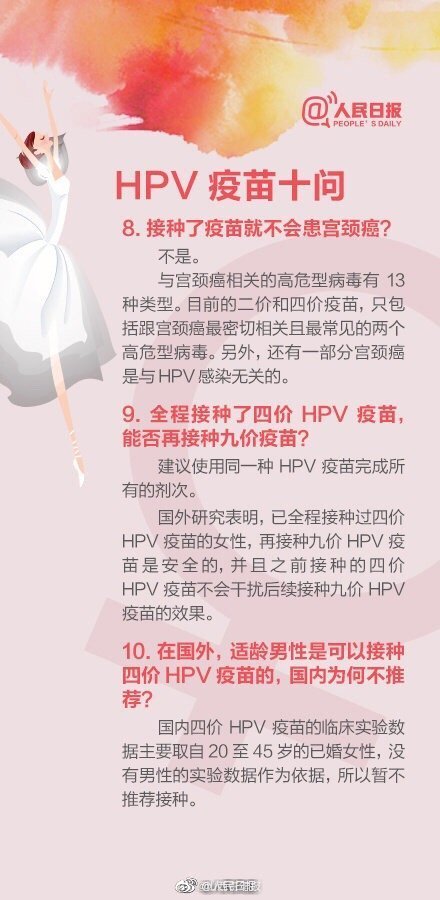 @人民日报
PEOPLE'S DAILY
HPV 疫苗十问
8. 接种了疫苗就不会患宫颈癌?
不是。
与宫颈癌相关的高危型病毒有 13
种类型。目前的二价和四价疫苗，只包
括跟宫颈癌最密切相关且最常见的两个
高危型病毒。另外，还有一部分宫颈癌
是与HPV感染无关的。
9. 全程接种了四价 HPV 疫苗,
能否再接种九价疫苗?
建议使用同一种 HPV 疫苗完成所
有的剂次。
国外研究表明，已全程接种过四价
HPV 疫苗的女性，再接种九价 HPV 疫
苗是安全的，并且之前接种的四价
HPV 疫苗不会干扰后续接种九价 HPV
疫苗的效果。
10. 在国外，适龄男性是可以接种
四价 HPV 疫苗的，国内为何不推
荐?
国内四价 HPV 疫苗的临床实验数
据主要取自 20 至 45 岁的已婚女性，没
有男性的实验数据作为依据，所以暂不
推荐接种。
@人民日报